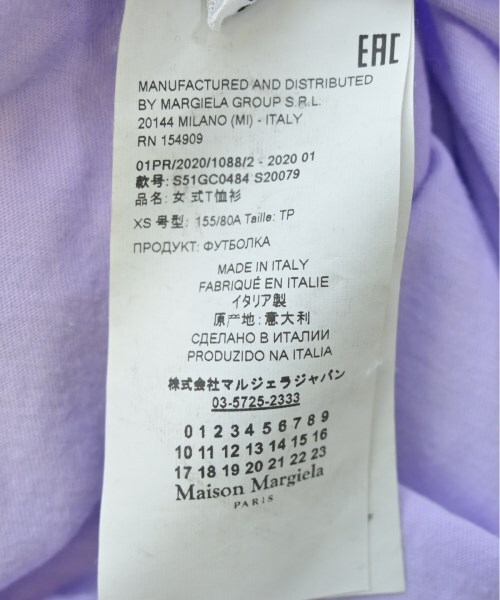 EAC
MANUFACTURED AND DISTRIBUTED
BY MARGIELA GROUP S.R.L.
20144 MILANO (MI) - ITALY
RN 154909
01PR/2020/1088/2 - 2020 01
款号: S51GC0484 S20079
品名: 女 式T恤衫
XS 号型: 155/80A Taille: TP
ПРОДУКТ: ФУТБОЛКА
MADE IN ITALY
FABRIQUÉ EN ITALIE
イタリア製
原产地: 意大利
СДЕЛАНО В ИТАЛИИ
PRODUZIDO NA ITALIA
株式会社マルジェラジャパン
03-5725-2333
0 1 2 3 4 5 6 7 8 9
10 11 12 13 14 15 16
17 18 19 20 21 22 23
Maison Margiela
PARIS